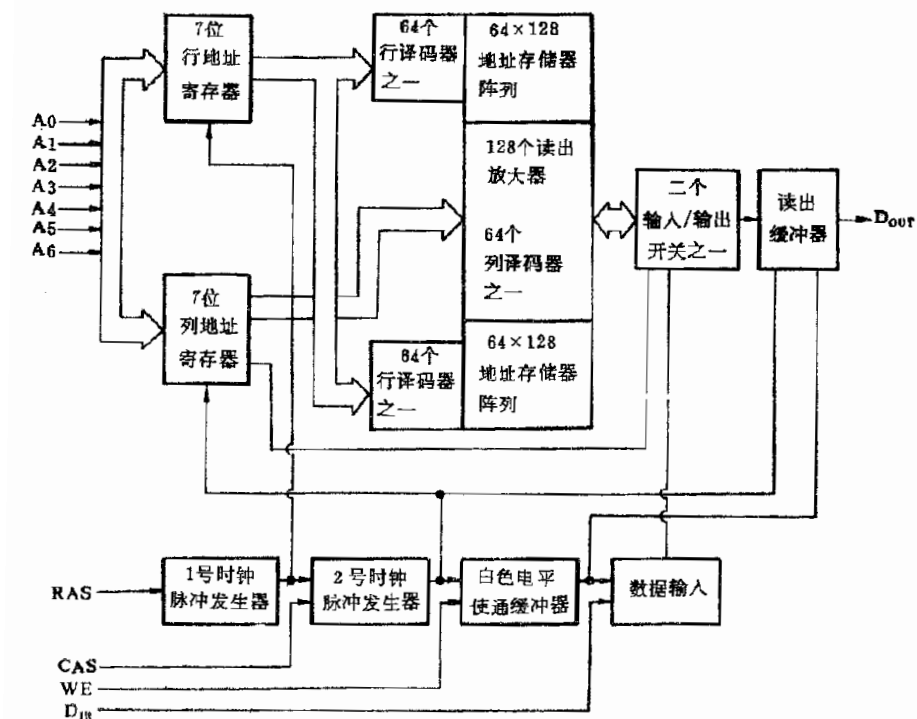 7位
行地址
寄存器
64个
行译码器
之一
64×128
地址存储器
阵列
A0
A1
A2
A3
A4
A5
A6
128个读出
放大器
64个
列译码器
之一
二个
输入/输出
开关之一
读出
缓冲器
DOUT
7位
列地址
寄存器
64个
行译码器
之一
64×128
地址存储器
阵列
RAS
1号时钟
脉冲发生器
2号时钟
脉冲发生器
白色电平
使通缓冲器
数据输入
CAS
WE
DIN